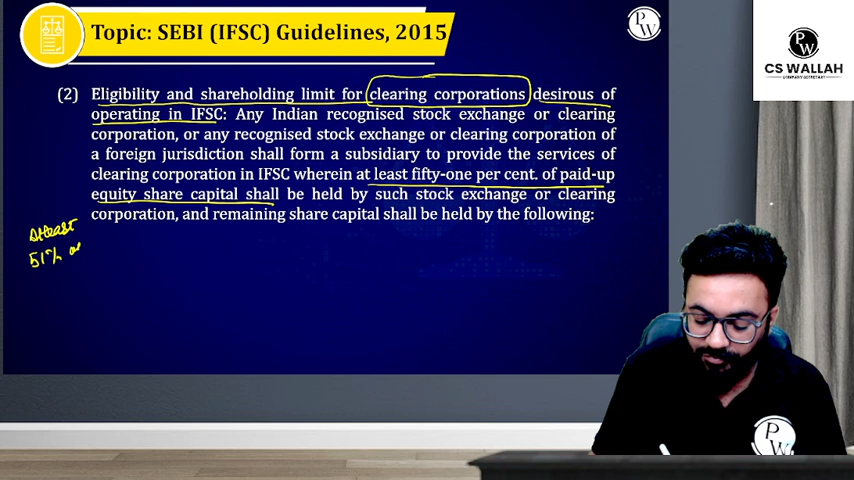 Topic: SEBI (IFSC) Guidelines, 2015
CS WALLAH
COMPANY SECRETARY
(2) Eligibility and shareholding limit for clearing corporations desirous of
operating in IFSC: Any Indian recognised stock exchange or clearing
corporation, or any recognised stock exchange or clearing corporation of
a foreign jurisdiction shall form a subsidiary to provide the services of
clearing corporation in IFSC wherein at least fifty-one per cent. of paid-up
equity share capital shall be held by such stock exchange or clearing
corporation, and remaining share capital shall be held by the following:
Atleast
51%